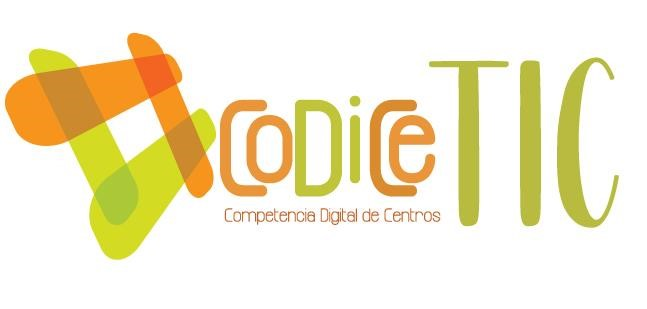 CoDiCe TIC
Competencia Digital de Centros